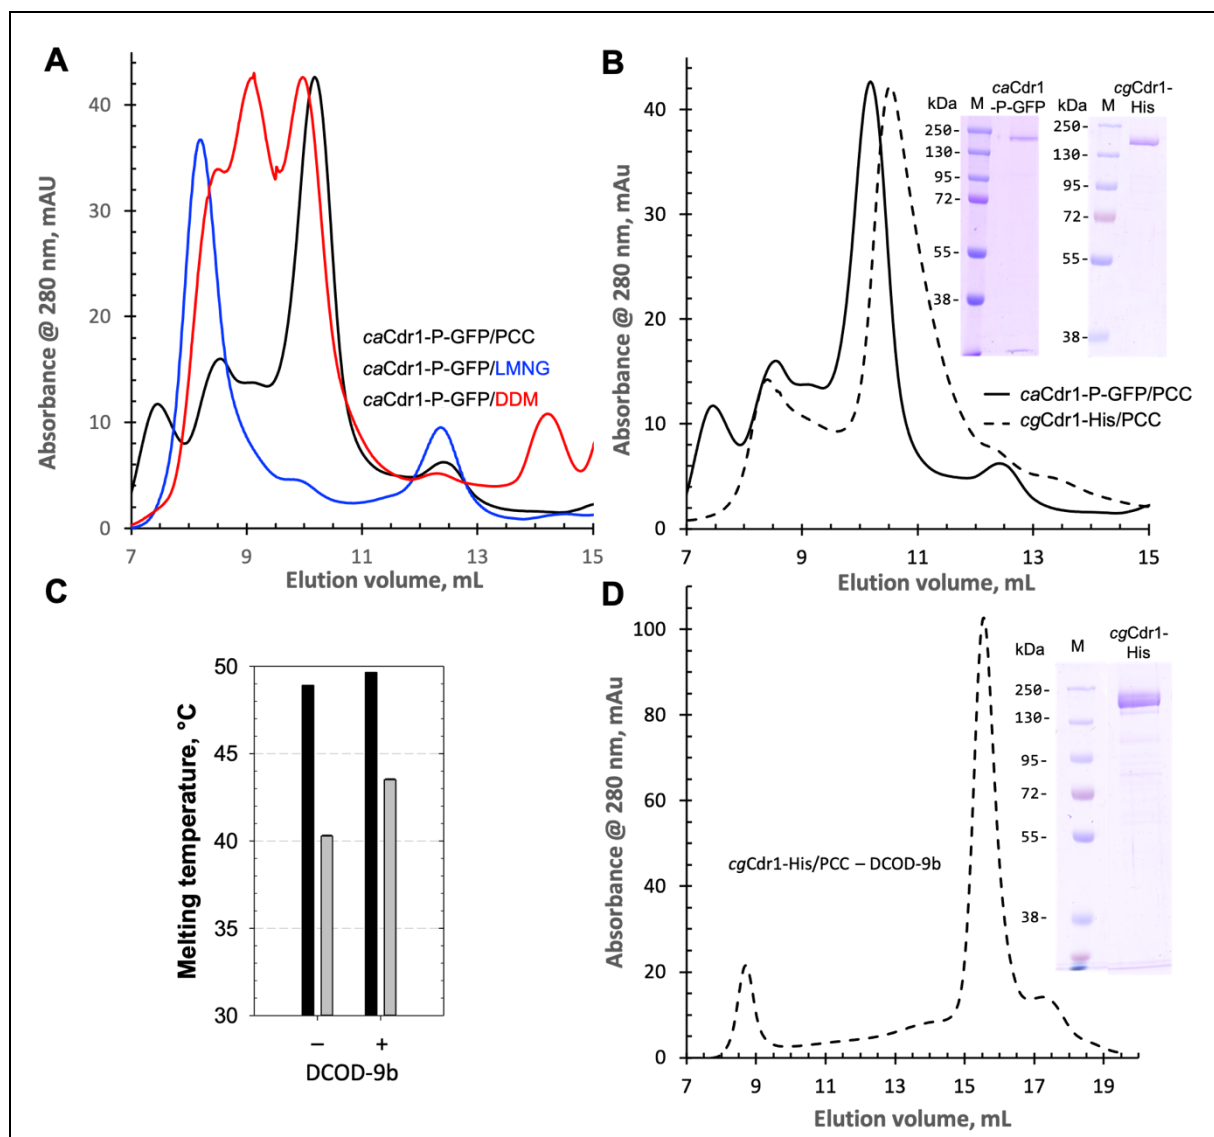 A
Absorbance @ 280 nm, mAU
40
30
20
10
0
7
9
11
13
15
Elution volume, mL
caCdr1-P-GFP/PCC
caCdr1-P-GFP/LMNG
caCdr1-P-GFP/DDM
B
Absorbance @ 280 nm, mAu
40
30
20
10
0
7
9
11
13
15
Elution volume, mL
kDa
M
caCdr1
-P-GFP
250-
130-
95-
72-
55-
38-
kDa
M
cgCdr1-
His
250-
130-
95-
72-
55-
38-
caCdr1-P-GFP/PCC
cgCdr1-His/PCC
C
Melting temperature, °C
50
45
40
35
30
–
+
DCOD-9b
D
Absorbance @ 280 nm, mAu
100
80
60
40
20
0
7
9
11
13
15
17
19
Elution volume, mL
cgCdr1-His/PCC – DCOD-9b
kDa
M
cgCdr1-
His
250-
130-
95-
72-
55-
38-